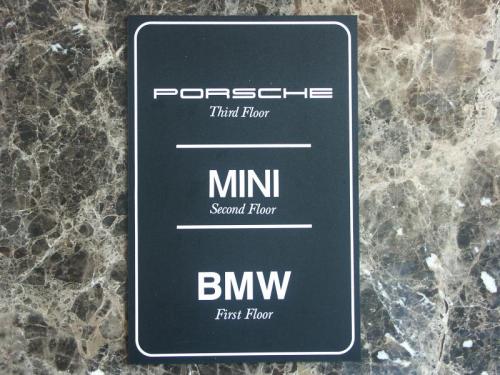 PORSCHE
Third Floor
MINI
Second Floor
BMW
First Floor